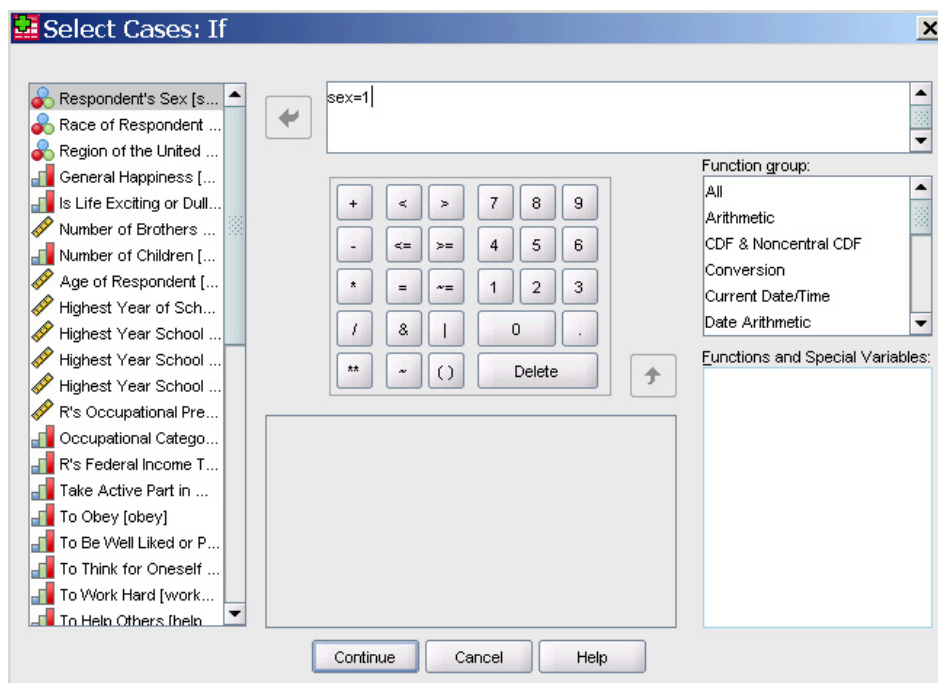 Select Cases: If
Respondent's Sex [s...
Race of Respondent ...
Region of the United ...
General Happiness [...
Is Life Exciting or Dull...
Number of Brothers ...
Number of Children [...
Age of Respondent [...
Highest Year of Sch...
Highest Year School ...
Highest Year School ...
Highest Year School ...
R's Occupational Pre...
Occupational Catego...
R's Federal Income T...
Take Active Part in ...
To Obey [obey]
To Be Well Liked or P...
To Think for Oneself ...
To Work Hard [work...
To Help Others [help
sex=1
+ < > 7 8 9
- <= >= 4 5 6
* = ~= 1 2 3
/ & | 0 .
** ~ ( ) Delete
Function group:
All
Arithmetic
CDF & Noncentral CDF
Conversion
Current Date/Time
Date Arithmetic
Functions and Special Variables:
Continue Cancel Help